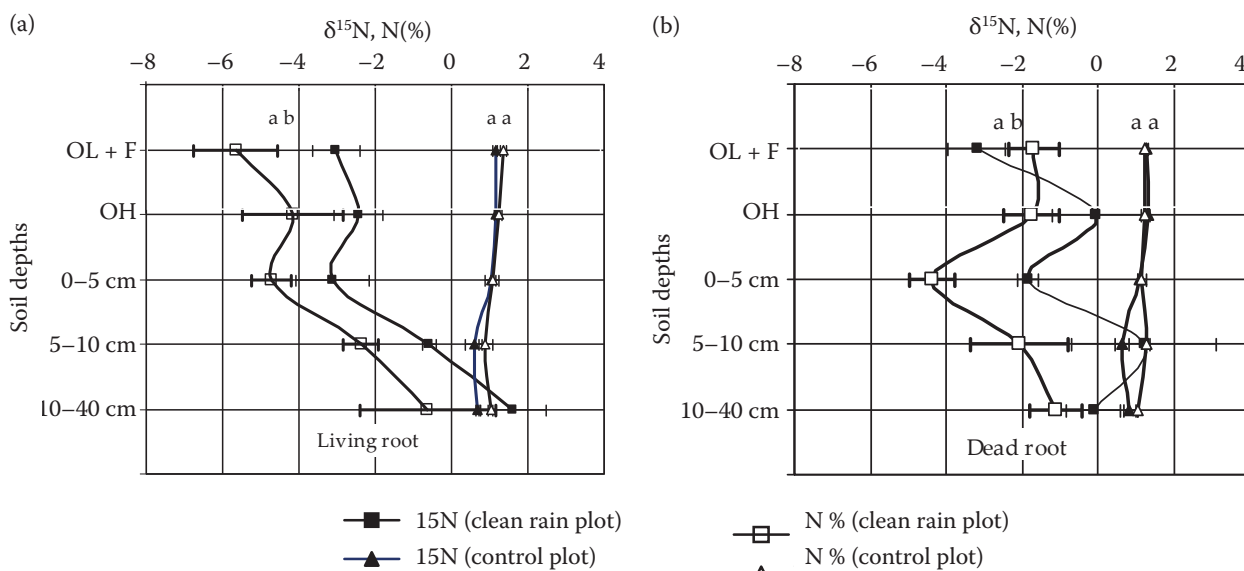 (a)
δ¹⁵N, N(%)
−8 −6 −4 −2 0 2 4
a b a a
OL + F
OH
0–5 cm
5–10 cm
10–40 cm
Soil depths
Living root
(b)
δ¹⁵N, N(%)
−8 −4 −2 0 2 4
a b a a
OL + F
OH
0–5 cm
5–10 cm
10–40 cm
Soil depths
Dead root
15N (clean rain plot)
15N (control plot)
N % (clean rain plot)
N % (control plot)